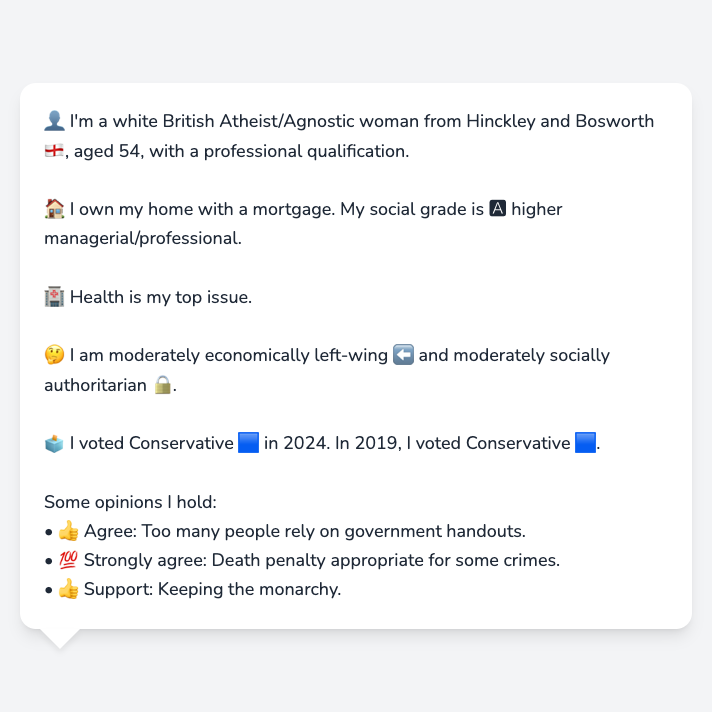 👤 I'm a white British Atheist/Agnostic woman from Hinckley and Bosworth
🏴󠁧󠁢󠁥󠁮󠁧󠁿, aged 54, with a professional qualification.
🏠 I own my home with a mortgage. My social grade is 🅰 higher
managerial/professional.
🏥 Health is my top issue.
🤔 I am moderately economically left-wing ⬅️ and moderately socially
authoritarian 🔒.
🗳️ I voted Conservative 🟦 in 2024. In 2019, I voted Conservative 🟦.
Some opinions I hold:
• 👍 Agree: Too many people rely on government handouts.
• 💯 Strongly agree: Death penalty appropriate for some crimes.
• 👍 Support: Keeping the monarchy.